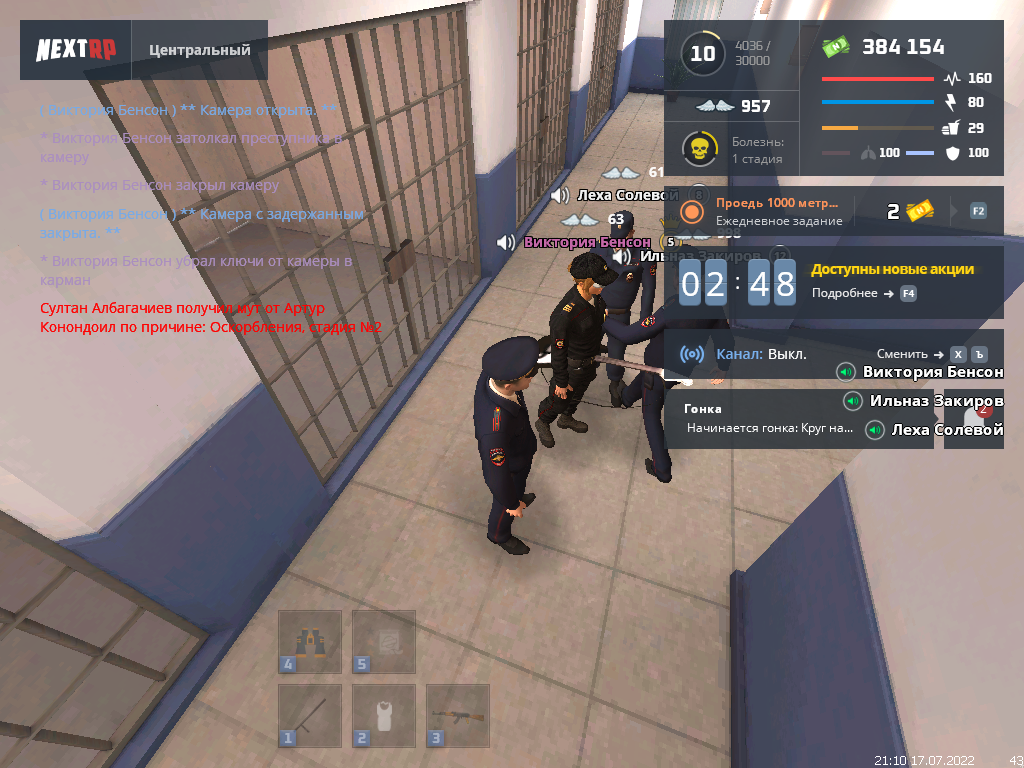 NEXTRP
Центральный
( Виктория Бенсон ) ** Камера открыта. **
* Виктория Бенсон затолкал преступника в
камеру
* Виктория Бенсон закрыл камеру
( Виктория Бенсон ) ** Камера с задержанным
закрыта. **
* Виктория Бенсон убрал ключи от камеры в
карман
Султан Албагачиев получил мут от Артур
Конондоил по причине: Оскорбления, стадия №2
10
4036 /
30000
384 154
160
957
80
29
Болезнь:
1 стадия
100
100
61
Леха Солевой
63
Виктория Бенсон
5
Ильназ Закиров
12
Проедь 1000 метр...
Ежедневное задание
2
F2
02:48
Доступны новые акции
Подробнее → F4
Канал: Выкл.
Сменить → Х Ъ
Виктория Бенсон
Ильназ Закиров
Гонка
2
Начинается гонка: Круг на...
Леха Солевой
4
5
1
2
3
21:10 17.07.2022
43